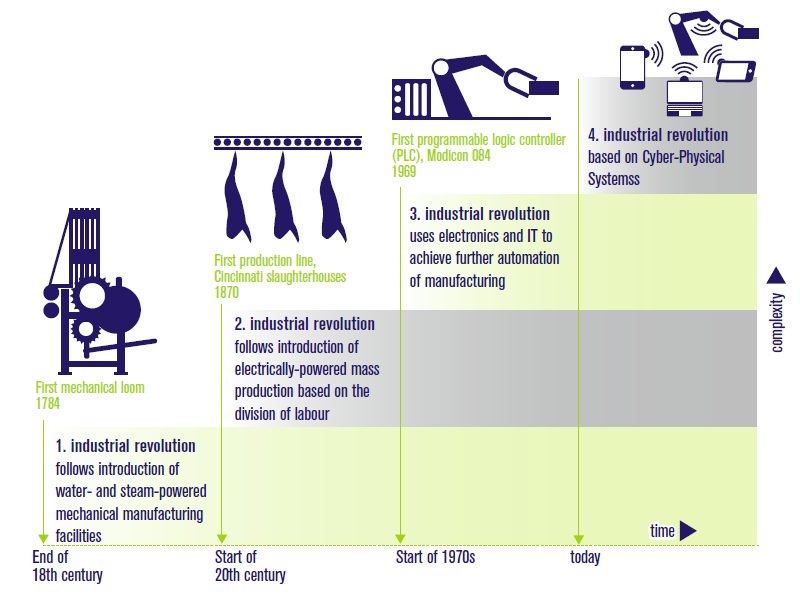 First mechanical loom
1784
1. industrial revolution
follows introduction of
water- and steam-powered
mechanical manufacturing
facilities
End of
18th century
First production line,
Cincinnati slaughterhouses
1870
2. industrial revolution
follows introduction of
electrically-powered mass
production based on the
division of labour
Start of
20th century
First programmable logic controller
(PLC), Modicon 084
1969
3. industrial revolution
uses electronics and IT to
achieve further automation
of manufacturing
Start of 1970s
4. industrial revolution
based on Cyber-Physical
Systemss
today
time
complexity